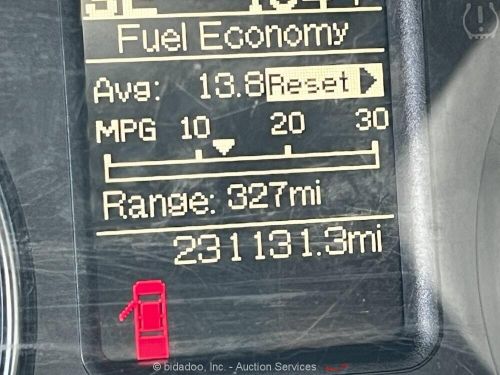 Fuel Economy
Avg: 13.8 Reset
MPG 10 20 30
Range: 327mi
231131.3mi
© bidadoo, Inc. - Auction Services